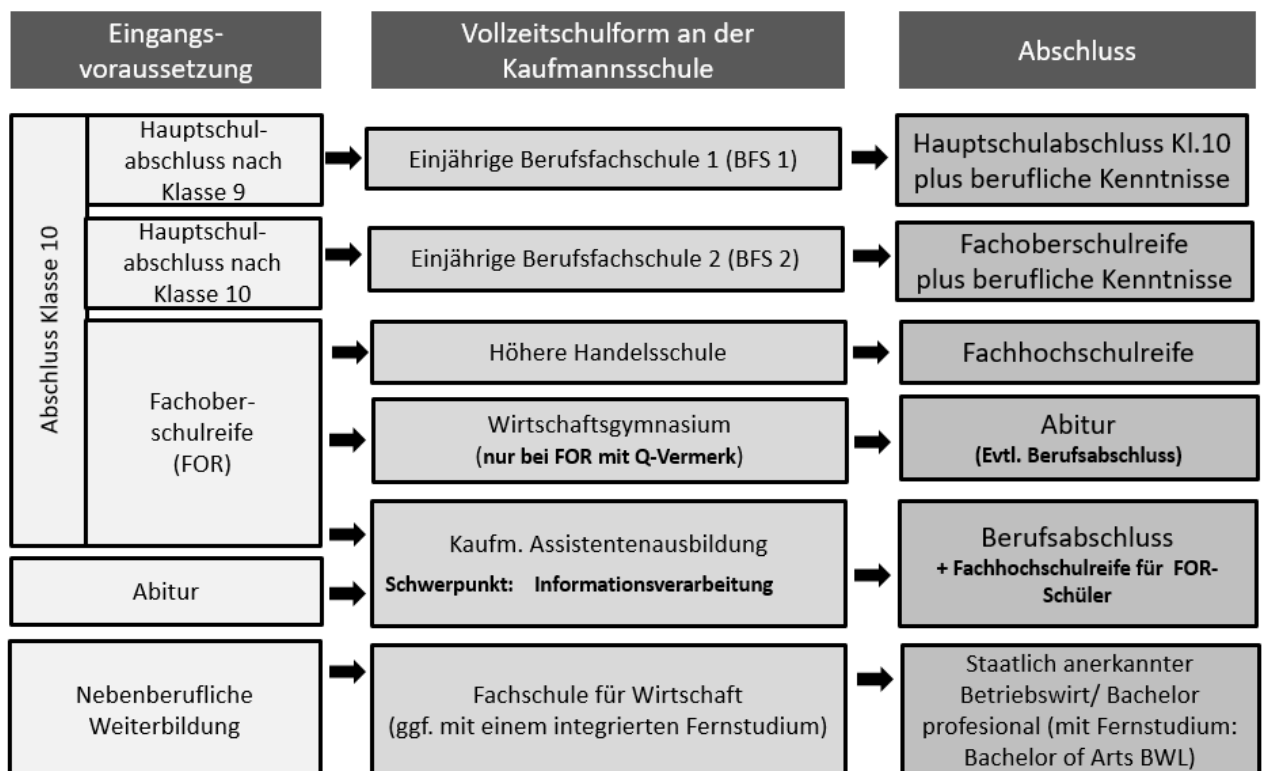 Eingangs-
voraussetzung
Vollzeitschulform an der
Kaufmannsschule
Abschluss
Abschluss Klasse 10
Hauptschul-
abschluss nach
Klasse 9
Einjährige Berufsfachschule 1 (BFS 1)
Hauptschulabschluss Kl.10
plus berufliche Kenntnisse
Hauptschul-
abschluss nach
Klasse 10
Einjährige Berufsfachschule 2 (BFS 2)
Fachoberschulreife
plus berufliche Kenntnisse
Fachober-
schulreife
(FOR)
Höhere Handelsschule
Fachhochschulreife
Wirtschaftsgymnasium
(nur bei FOR mit Q-Vermerk)
Abitur
(Evtl. Berufsabschluss)
Kaufm. Assistentenausbildung
Schwerpunkt: Informationsverarbeitung
Berufsabschluss
+ Fachhochschulreife für FOR-
Schüler
Abitur
Nebenberufliche
Weiterbildung
Fachschule für Wirtschaft
(ggf. mit einem integrierten Fernstudium)
Staatlich anerkannter
Betriebswirt/ Bachelor
profesional (mit Fernstudium:
Bachelor of Arts BWL)